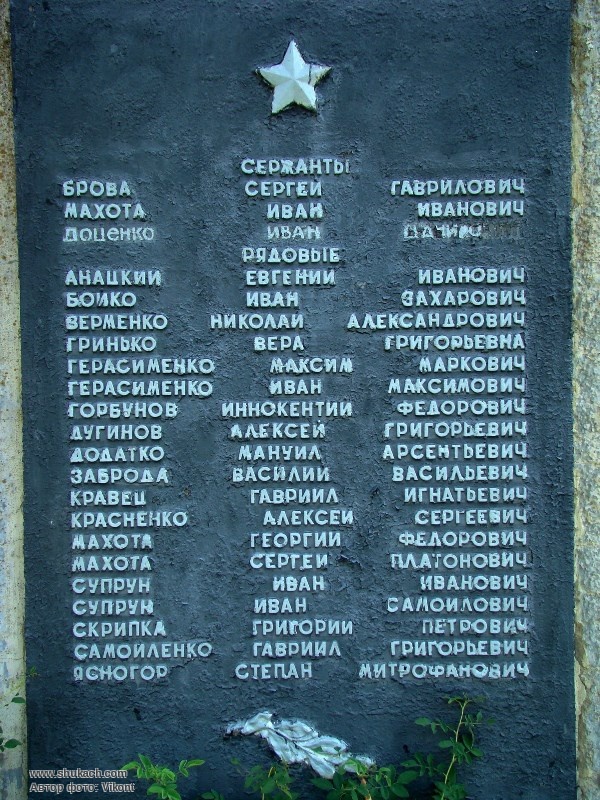 СЕРЖАНТЫ
БРОВА СЕРГЕЙ ГАВРИЛОВИЧ
МАХОТА ИВАН ИВАНОВИЧ
ДОЦЕНКО ИВАН
РЯДОВЫЕ
АНАЦКИЙ ЕВГЕНИЙ ИВАНОВИЧ
БОЙКО ИВАН ЗАХАРОВИЧ
ВЕРМЕНКО НИКОЛАЙ АЛЕКСАНДРОВИЧ
ГРИНЬКО ВЕРА ГРИГОРЬЕВНА
ГЕРАСИМЕНКО МАКСИМ МАРКОВИЧ
ГЕРАСИМЕНКО ИВАН МАКСИМОВИЧ
ГОРБУНОВ ИННОКЕНТИЙ ФЕДОРОВИЧ
ДУГИНОВ АЛЕКСЕЙ ГРИГОРЬЕВИЧ
ДОДАТКО МАНУИЛ АРСЕНТЬЕВИЧ
ЗАБРОДА ВАСИЛИЙ ВАСИЛЬЕВИЧ
КРАВЕЦ ГАВРИИЛ ИГНАТЬЕВИЧ
КРАСНЕНКО АЛЕКСЕЙ СЕРГЕЕВИЧ
МАХОТА ГЕОРГИЙ ФЕДОРОВИЧ
МАХОТА СЕРГЕЙ ПЛАТОНОВИЧ
СУПРУН ИВАН ИВАНОВИЧ
СУПРУН ИВАН САМОЙЛОВИЧ
СКРИПКА ГРИГОРИЙ ПЕТРОВИЧ
САМОЙЛЕНКО ГАВРИИЛ ГРИГОРЬЕВИЧ
ЯСНОГОР СТЕПАН МИТРОФАНОВИЧ
www.shukach.com
Автор фото: Vikont